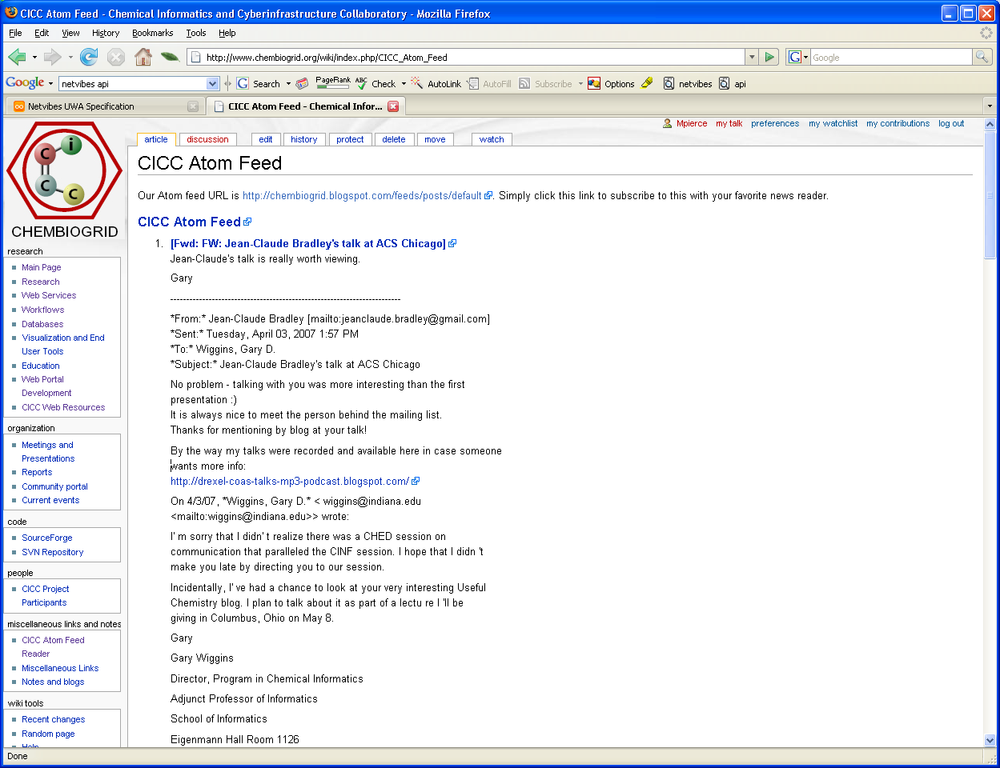 CICC Atom Feed - Chemical Informatics and Cyberinfrastructure Collaboratory - Mozilla Firefox
File Edit View History Bookmarks Tools Help
http://www.chembiogrid.org/wiki/index.php/CICC_Atom_Feed
G Google
Google netvibes api G Search PageRank ABC Check AutoLink AutoFill Subscribe Options netvibes api
Netvibes UWA Specification
CICC Atom Feed - Chemical Infor...
Mpierce my talk preferences my watchlist my contributions log out
article discussion edit history protect delete move watch
C i
C C
CHEMBIOGRID
research
Main Page
Research
Web Services
Workflows
Databases
Visualization and End
User Tools
Education
Web Portal
Development
CICC Web Resources
organization
Meetings and
Presentations
Reports
Community portal
Current events
code
SourceForge
SVN Repository
people
CICC Project
Participants
miscellaneous links and notes
CICC Atom Feed
Reader
Miscellaneous Links
Notes and blogs
wiki tools
Recent changes
Random page
Help
CICC Atom Feed
Our Atom feed URL is http://chembiogrid.blogspot.com/feeds/posts/default. Simply click this link to subscribe to this with your favorite news reader.
CICC Atom Feed
1. [Fwd: FW: Jean-Claude Bradley's talk at ACS Chicago]
Jean-Claude's talk is really worth viewing.
Gary
------------------------------------------------------------------------
*From:* Jean-Claude Bradley [mailto:jeanclaude.bradley@gmail.com]
*Sent:* Tuesday, April 03, 2007 1:57 PM
*To:* Wiggins, Gary D.
*Subject:* Jean-Claude Bradley's talk at ACS Chicago
No problem - talking with you was more interesting than the first
presentation :)
It is always nice to meet the person behind the mailing list.
Thanks for mentioning by blog at your talk!
By the way my talks were recorded and available here in case someone
wants more info:
http://drexel-coas-talks-mp3-podcast.blogspot.com/
On 4/3/07, *Wiggins, Gary D.* < wiggins@indiana.edu
<mailto:wiggins@indiana.edu>> wrote:
I' m sorry that I didn' t realize there was a CHED session on
communication that paralleled the CINF session. I hope that I didn 't
make you late by directing you to our session.
Incidentally, I' ve had a chance to look at your very interesting Useful
Chemistry blog. I plan to talk about it as part of a lectu re I 'll be
giving in Columbus, Ohio on May 8.
Gary
Gary Wiggins
Director, Program in Chemical Informatics
Adjunct Professor of Informatics
School of Informatics
Eigenmann Hall Room 1126
Done